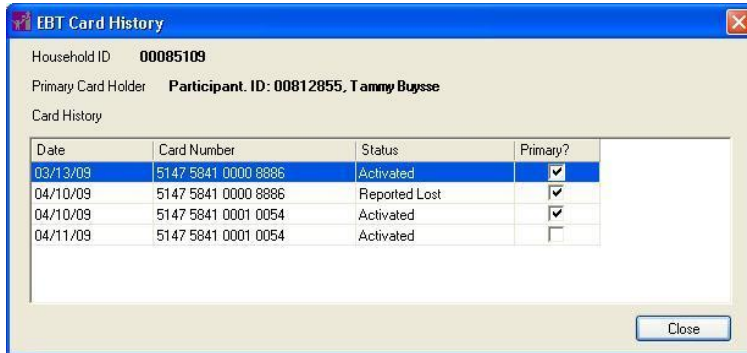 EBT Card History
Household ID 00085109
Primary Card Holder Participant. ID: 00812855, Tammy Buysse
Card History
Date Card Number Status Primary?
03/13/09 5147 5841 0000 8886 Activated
04/10/09 5147 5841 0000 8886 Reported Lost
04/10/09 5147 5841 0001 0054 Activated
04/11/09 5147 5841 0001 0054 Activated
Close